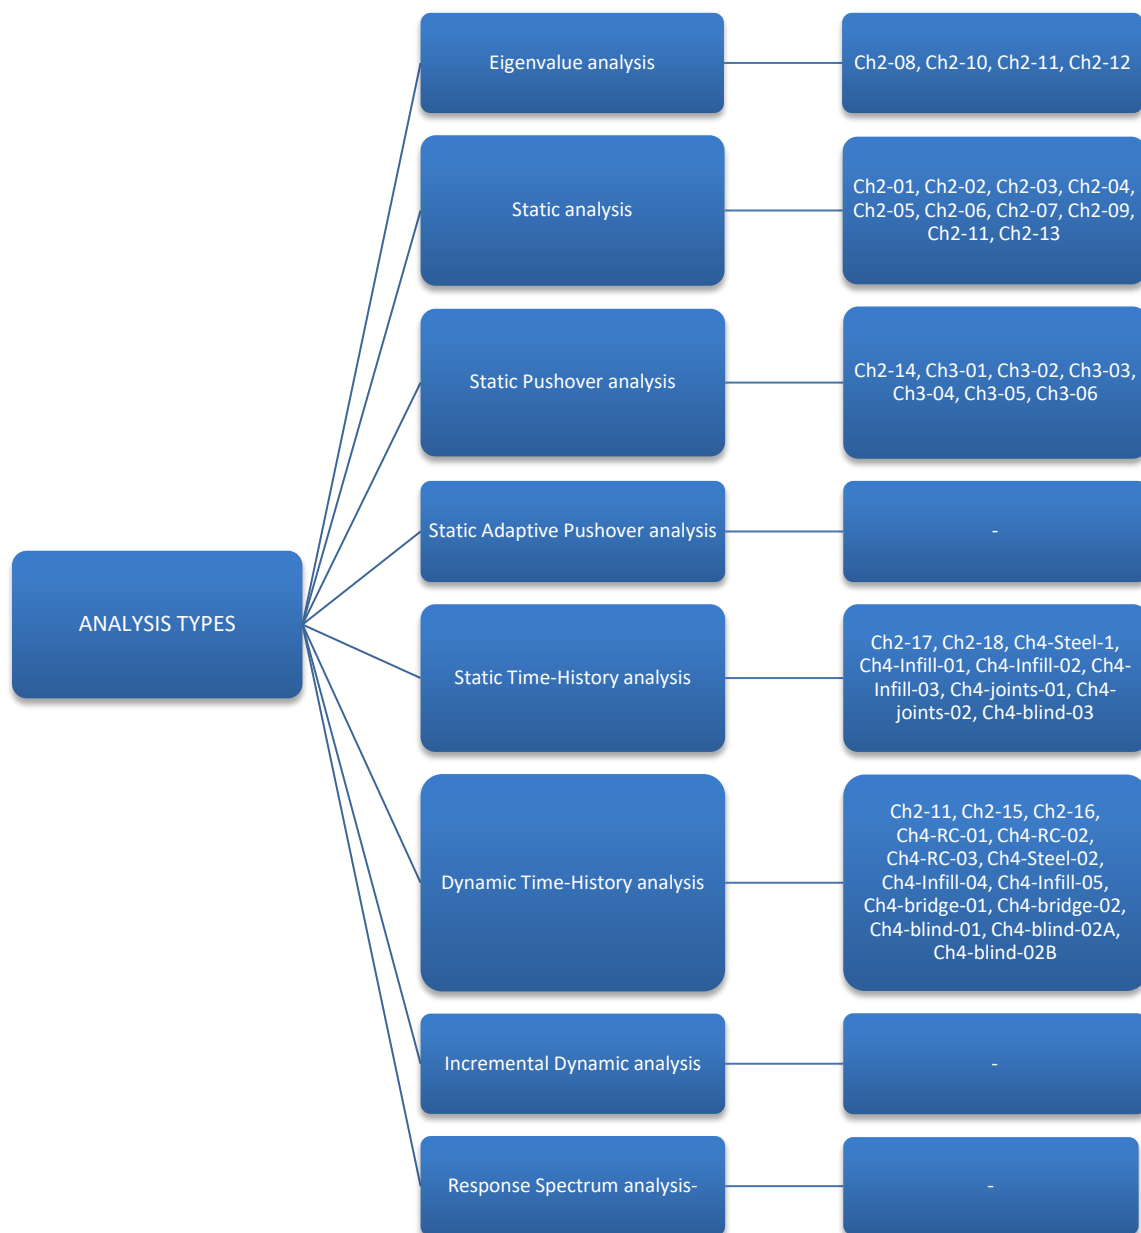 Eigenvalue analysis
Ch2-08, Ch2-10, Ch2-11, Ch2-12
Static analysis
Ch2-01, Ch2-02, Ch2-03, Ch2-04,
Ch2-05, Ch2-06, Ch2-07, Ch2-09,
Ch2-11, Ch2-13
Static Pushover analysis
Ch2-14, Ch3-01, Ch3-02, Ch3-03,
Ch3-04, Ch3-05, Ch3-06
Static Adaptive Pushover analysis
-
ANALYSIS TYPES
Static Time-History analysis
Ch2-17, Ch2-18, Ch4-Steel-1,
Ch4-Infill-01, Ch4-Infill-02, Ch4-
Infill-03, Ch4-joints-01, Ch4-
joints-02, Ch4-blind-03
Dynamic Time-History analysis
Ch2-11, Ch2-15, Ch2-16,
Ch4-RC-01, Ch4-RC-02,
Ch4-RC-03, Ch4-Steel-02,
Ch4-Infill-04, Ch4-Infill-05,
Ch4-bridge-01, Ch4-bridge-02,
Ch4-blind-01, Ch4-blind-02A,
Ch4-blind-02B
Incremental Dynamic analysis
-
Response Spectrum analysis-
-